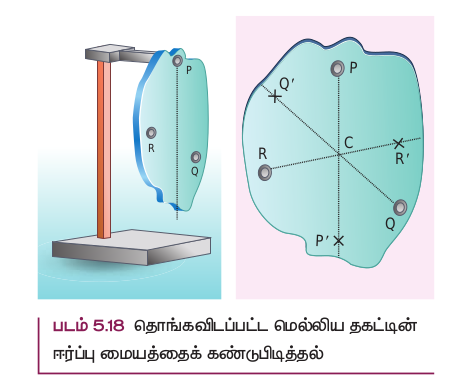 P
R
Q
P
Q′
C
R
R′
Q
P′
படம் 5.18 தொங்கவிடப்பட்ட மெல்லிய தகட்டின்
ஈர்ப்பு மையத்தைக் கண்டுபிடித்தல்